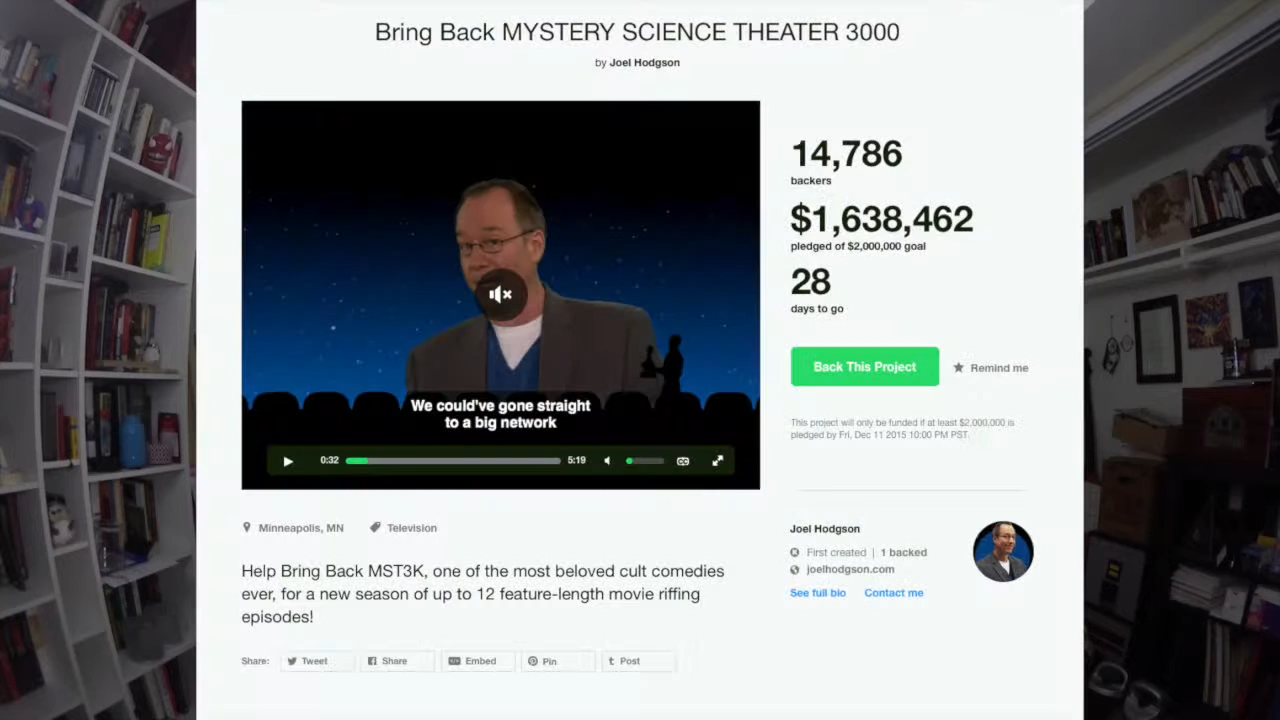 Bring Back MYSTERY SCIENCE THEATER 3000
by Joel Hodgson
14,786
backers
$1,638,462
pledged of $2,000,000 goal
28
days to go
Back This Project
Remind me
This project will only be funded if at least $2,000,000 is
pledged by Fri, Dec 11 2015 10:00 PM PST.
We could've gone straight
to a big network
0:32
5:19
CC
Minneapolis, MN
Television
Help Bring Back MST3K, one of the most beloved cult comedies
ever, for a new season of up to 12 feature-length movie riffing
episodes!
Share:
Tweet
Share
Embed
Pin
Post
Joel Hodgson
First created | 1 backed
joelhodgson.com
See full bio
Contact me